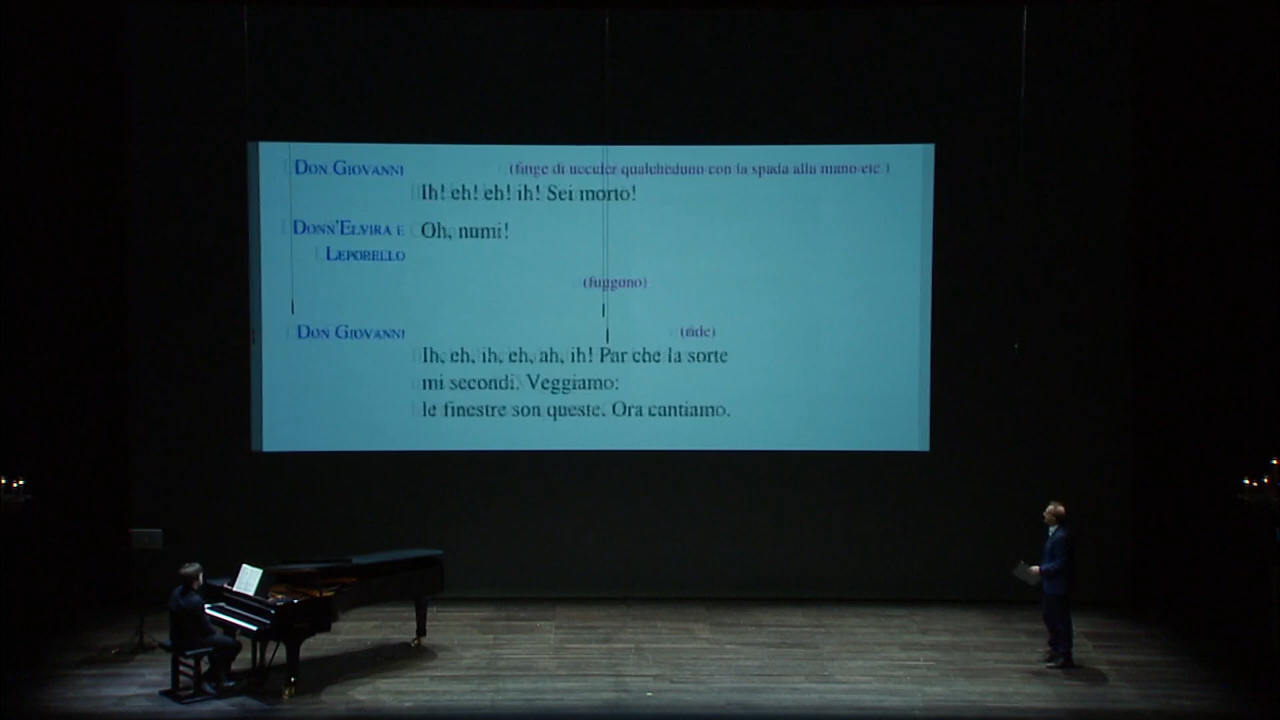 DON GIOVANNI (finge di uccider qualcheduno con la spada alla mano etc.)
Ih! eh! eh! ih! Sei morto!
DONN'ELVIRA E Oh, numi!
LEPORELLO
(fuggono)
DON GIOVANNI (ride)
Ih, eh, ih, eh, ah, ih! Par che la sorte
mi secondi. Veggiamo:
le finestre son queste. Ora cantiamo.